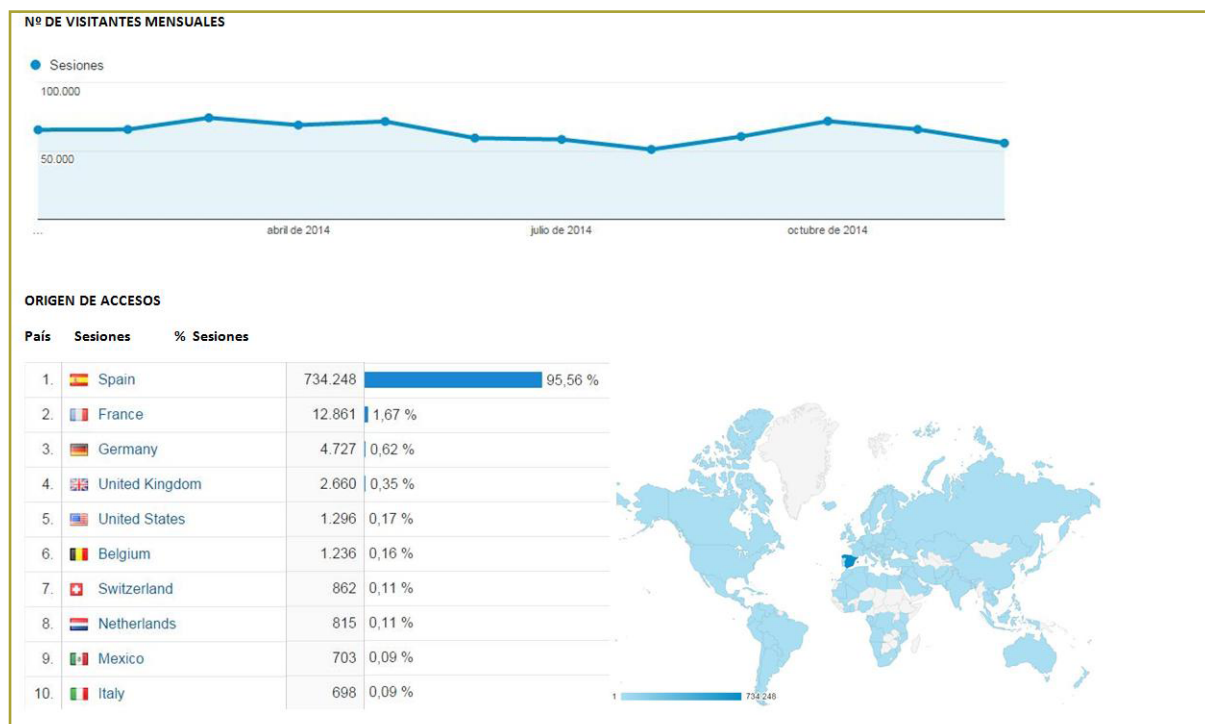 Nº DE VISITANTES MENSUALES
Sesiones
100.000
50.000
... abril de 2014 julio de 2014 octubre de 2014
ORIGEN DE ACCESOS
País Sesiones % Sesiones
1. Spain 734.248 95,56 %
2. France 12.861 1,67 %
3. Germany 4.727 0,62 %
4. United Kingdom 2.660 0,35 %
5. United States 1.296 0,17 %
6. Belgium 1.236 0,16 %
7. Switzerland 862 0,11 %
8. Netherlands 815 0,11 %
9. Mexico 703 0,09 %
10. Italy 698 0,09 %
1 734.248